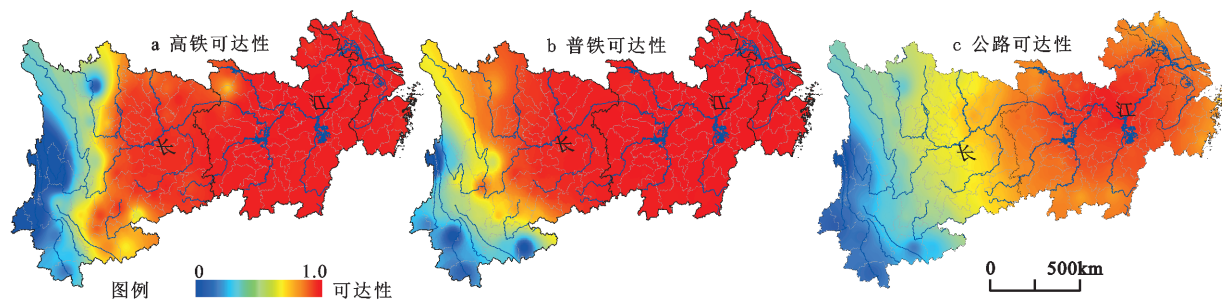 a 高铁可达性
b 普铁可达性
c 公路可达性
长 江
长 江
长 江
0 1.0
图例 可达性
0 500km